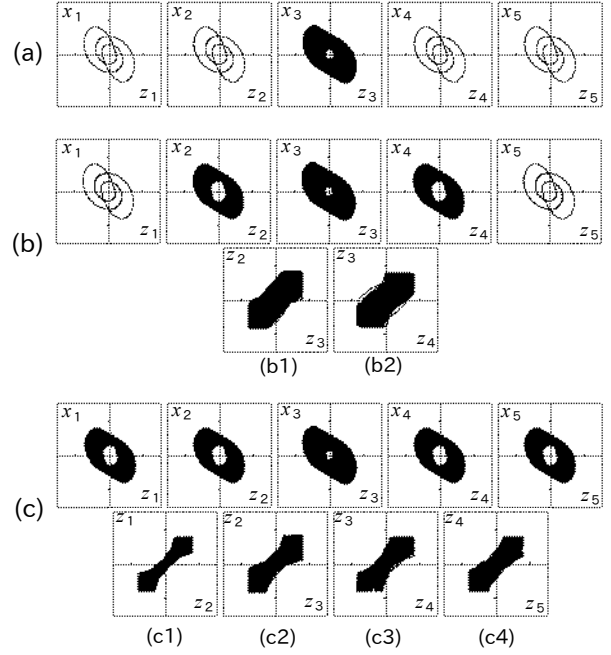 (a)
x1 x2 x3 x4 x5
z1 z2 z3 z4 z5
(b)
x1 x2 x3 x4 x5
z1 z2 z3 z4 z5
z2 z3
z3 z4
(b1) (b2)
(c)
x1 x2 x3 x4 x5
z1 z2 z3 z4 z5
z1 z2 z3 z4
z2 z3 z4 z5
(c1) (c2) (c3) (c4)